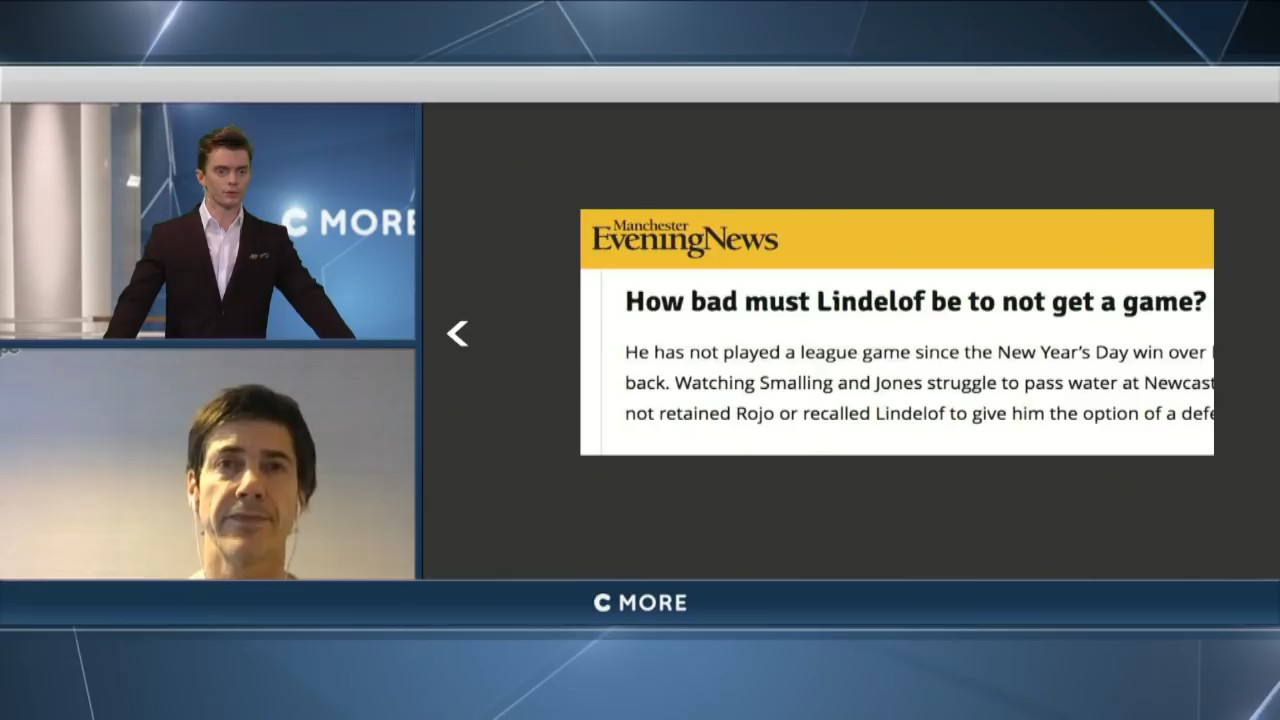 C MORE
Manchester
EveningNews
How bad must Lindelof be to not get a game?
He has not played a league game since the New Year's Day win over
back. Watching Smalling and Jones struggle to pass water at Newcast
not retained Rojo or recalled Lindelof to give him the option of a defe
C MORE